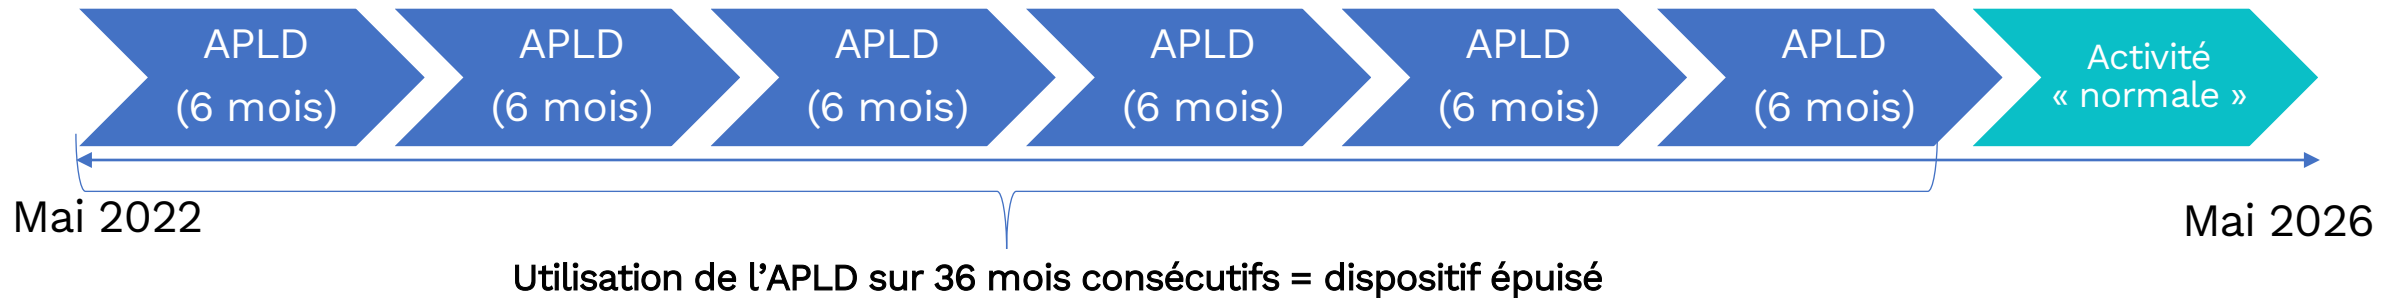 APLD
(6 mois)
APLD
(6 mois)
APLD
(6 mois)
APLD
(6 mois)
APLD
(6 mois)
APLD
(6 mois)
Activité
« normale »
Mai 2022
Mai 2026
Utilisation de l’APLD sur 36 mois consécutifs = dispositif épuisé